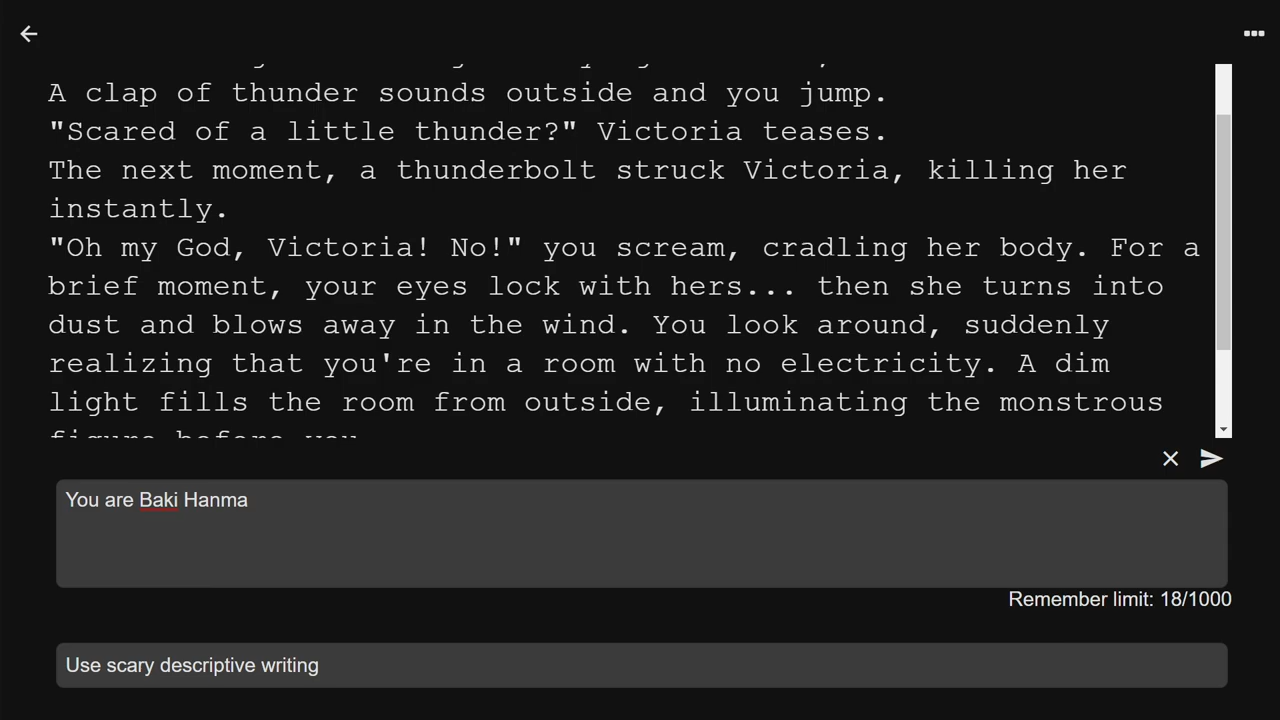 A clap of thunder sounds outside and you jump.
"Scared of a little thunder?" Victoria teases.
The next moment, a thunderbolt struck Victoria, killing her
instantly.
"Oh my God, Victoria! No!" you scream, cradling her body. For a
brief moment, your eyes lock with hers... then she turns into
dust and blows away in the wind. You look around, suddenly
realizing that you're in a room with no electricity. A dim
light fills the room from outside, illuminating the monstrous
figure before you
You are Baki Hanma
Remember limit: 18/1000
Use scary descriptive writing